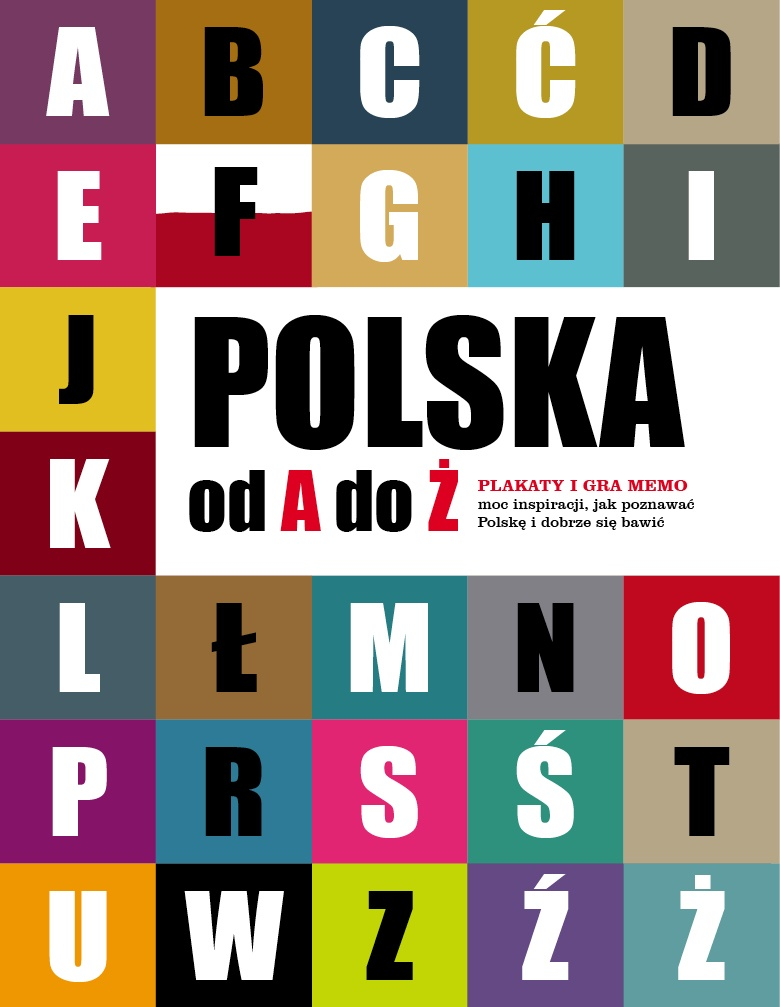 A B C Ć D
E F G H I
J
POLSKA
od A do Ż
PLAKATY I GRA MEMO
moc inspiracji, jak poznawać
Polskę i dobrze się bawić
K
L Ł M N O
P R S Ś T
U W Z Ź Ż